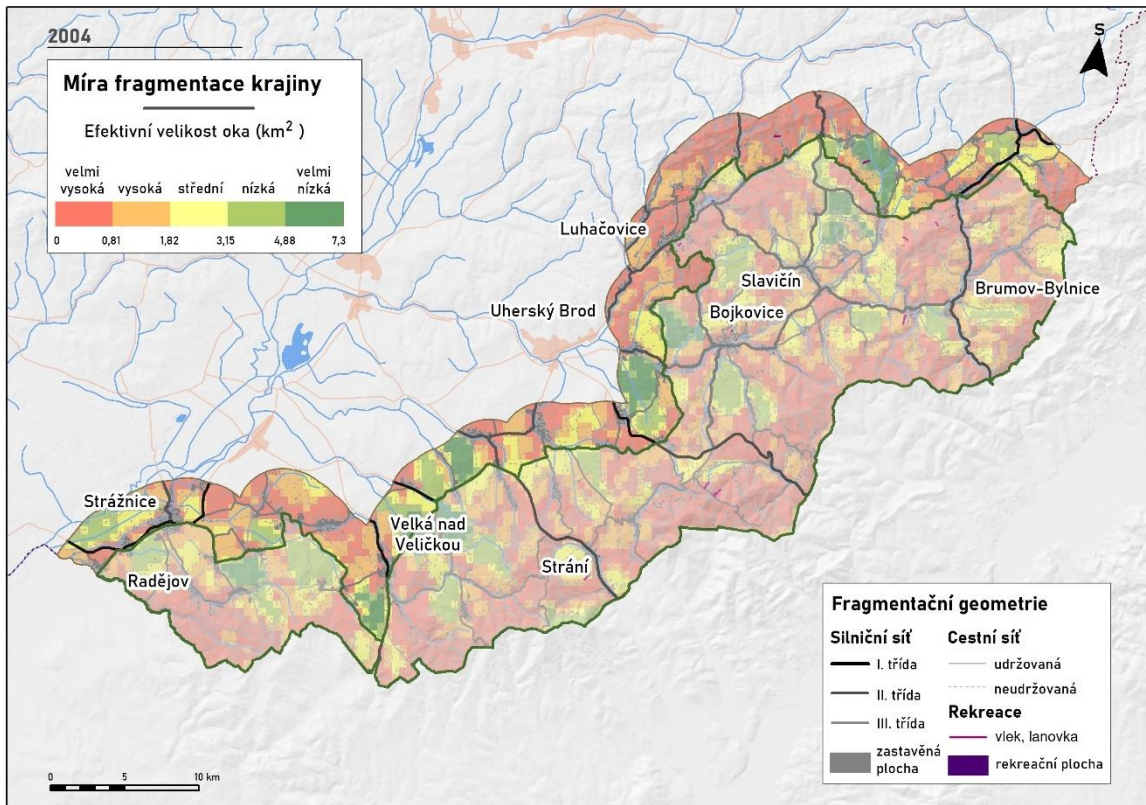 2004
Míra fragmentace krajiny
Efektivní velikost oka (km² )
velmi vysoká
vysoká
střední
nízká
velmi nízká
0 0,81 1,82 3,15 4,88 7,3
S
Luhačovice
Slavičín
Brumov-Bylnice
Uherský Brod
Bojkovice
Strážnice
Velká nad
Veličkou
Radějov
Strání
Fragmentační geometrie
Silniční síť
I. třída
II. třída
III. třída
zastavěná
plocha
Cestní síť
udržovaná
neudržovaná
Rekreace
vlek, lanovka
rekreační plocha
0 5 10 km